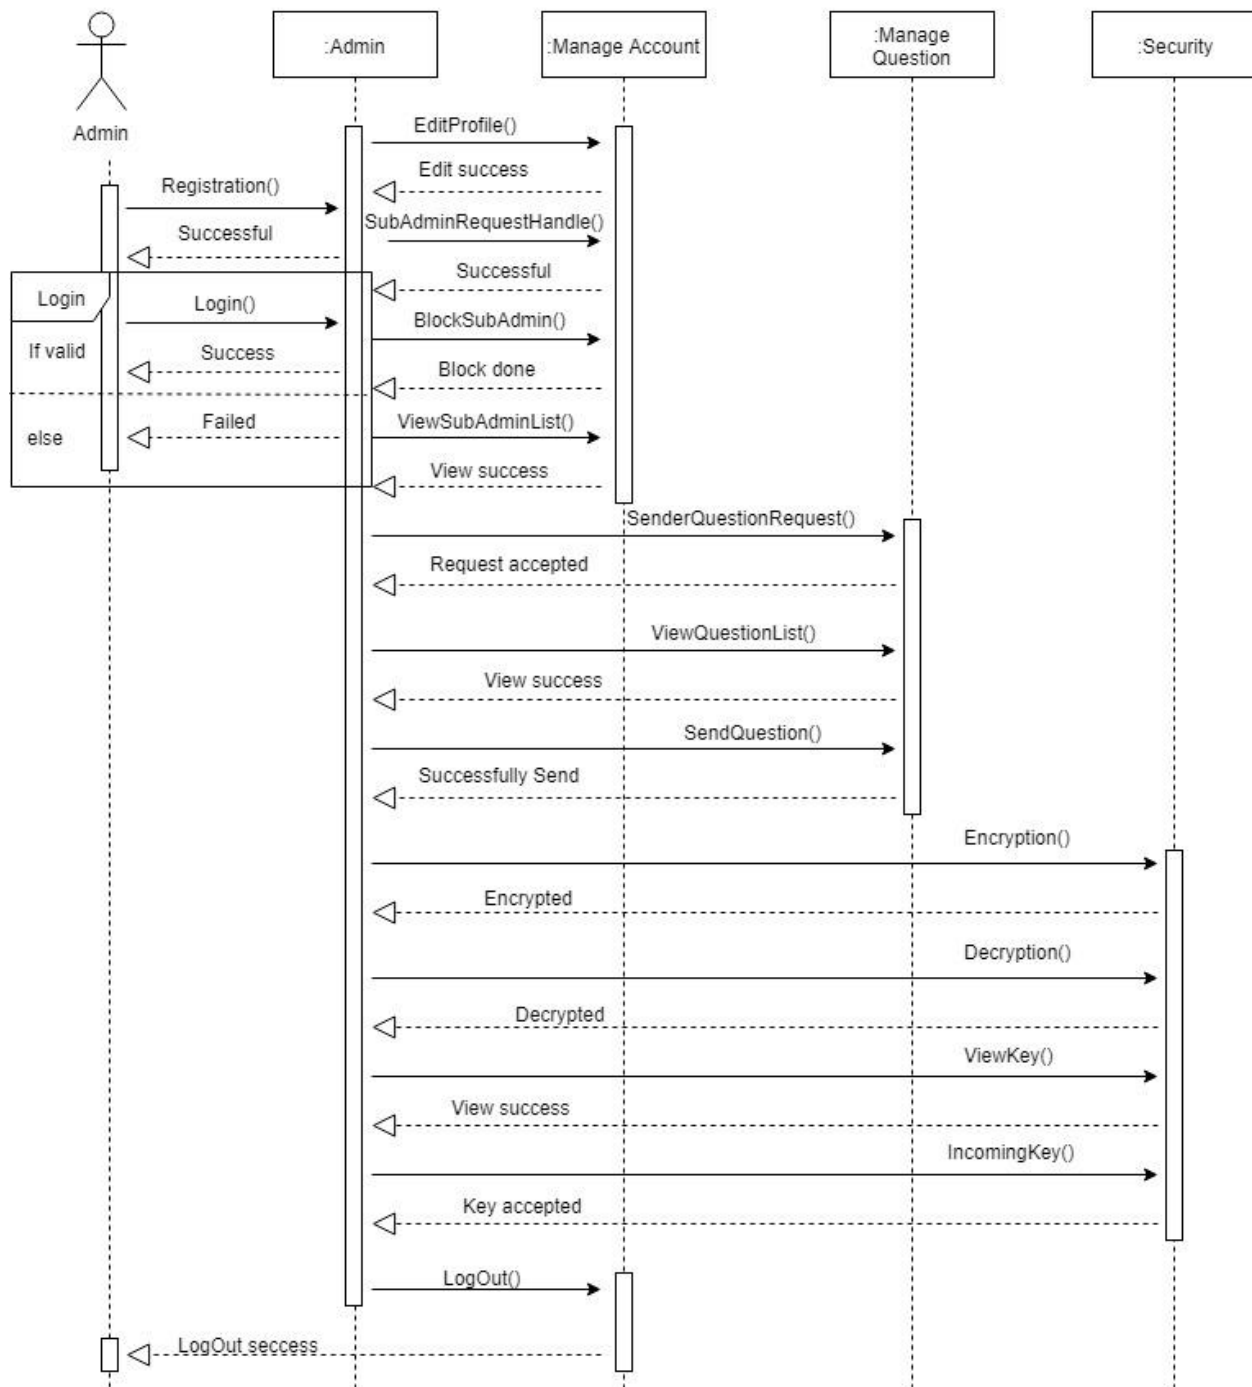 :Admin
:Manage Account
:Manage
Question
:Security
Admin
EditProfile()
Edit success
Registration()
SubAdminRequestHandle()
Successful
Successful
Login
Login()
BlockSubAdmin()
If valid
Success
Block done
else
Failed
ViewSubAdminList()
View success
SenderQuestionRequest()
Request accepted
ViewQuestionList()
View success
SendQuestion()
Successfully Send
Encryption()
Encrypted
Decryption()
Decrypted
ViewKey()
View success
IncomingKey()
Key accepted
LogOut()
LogOut seccess